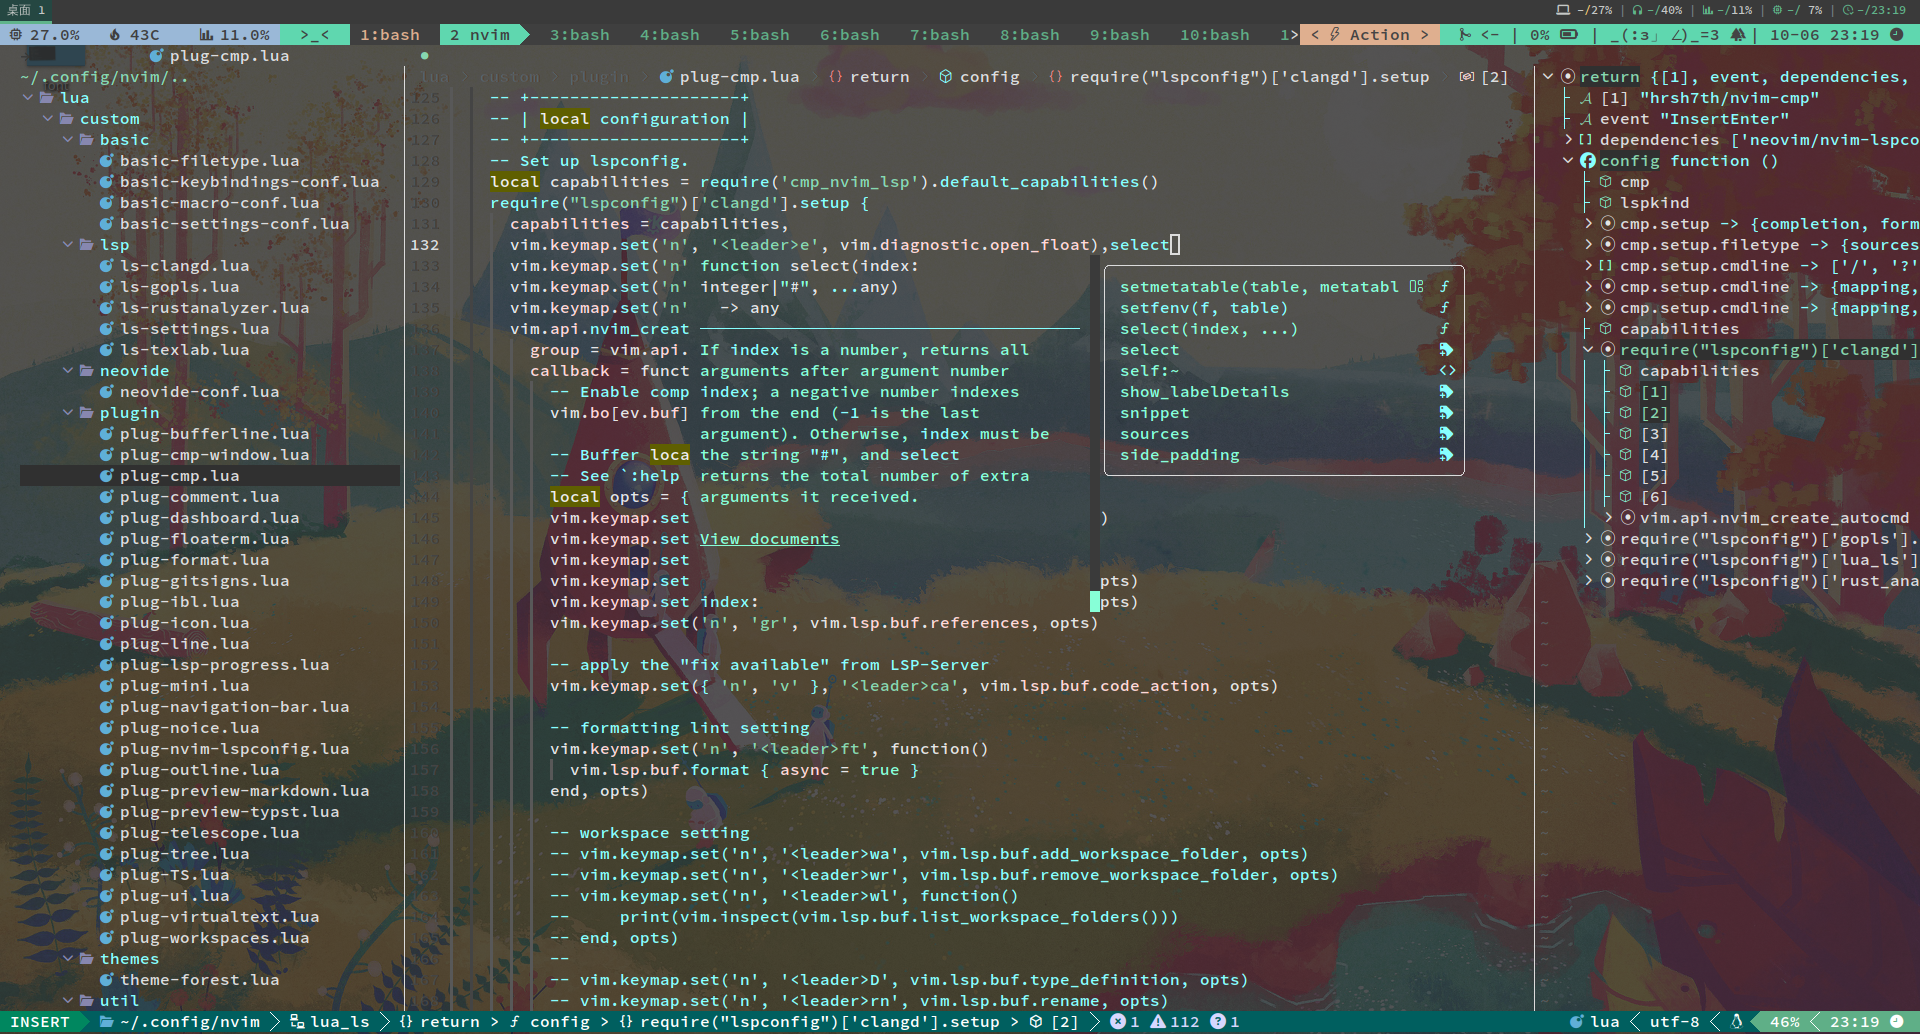 桌面 1
-/27% | -/40% | -/11% | -/ 7% | -/23:19
27.0% 43C 11.0% >_< 1:bash 2 nvim 3:bash 4:bash 5:bash 6:bash 7:bash 8:bash 9:bash 10:bash 1> < Action > <- | 0% | | 10-06 23:19
plug-cmp.lua
~/.config/nvim/..
lua
custom
basic
basic-filetype.lua
basic-keybindings-conf.lua
basic-macro-conf.lua
basic-settings-conf.lua
lsp
ls-clangd.lua
ls-gopls.lua
ls-rustanalyzer.lua
ls-settings.lua
ls-texlab.lua
neovide
neovide-conf.lua
plugin
plug-bufferline.lua
plug-cmp-window.lua
plug-cmp.lua
plug-comment.lua
plug-dashboard.lua
plug-floaterm.lua
plug-format.lua
plug-gitsigns.lua
plug-ibl.lua
plug-icon.lua
plug-line.lua
plug-lsp-progress.lua
plug-mini.lua
plug-navigation-bar.lua
plug-noice.lua
plug-nvim-lspconfig.lua
plug-outline.lua
plug-preview-markdown.lua
plug-preview-typst.lua
plug-telescope.lua
plug-tree.lua
plug-TS.lua
plug-ui.lua
plug-virtualtext.lua
plug-workspaces.lua
themes
theme-forest.lua
util
lua > custom > plugin > plug-cmp.lua > {} return > config > {} require("lspconfig")['clangd'].setup > [2]
125 -- +---------------------+
126 -- | local configuration |
127 -- +---------------------+
128 -- Set up lspconfig.
129 local capabilities = require('cmp_nvim_lsp').default_capabilities()
130 require("lspconfig")['clangd'].setup {
131 capabilities = capabilities,
132 vim.keymap.set('n', '<leader>e', vim.diagnostic.open_float),select
133 vim.keymap.set('n'
134 vim.keymap.set('n'
135 vim.keymap.set('n'
136 vim.api.nvim_creat
group = vim.api.
callback = funct
-- Enable comp
vim.bo[ev.buf]
-- Buffer loca
-- See `:help
144 local opts = {
145 vim.keymap.set )
146 vim.keymap.set
147 vim.keymap.set
148 vim.keymap.set pts)
149 vim.keymap.set pts)
150 vim.keymap.set('n', 'gr', vim.lsp.buf.references, opts)
-- apply the "fix available" from LSP-Server
153 vim.keymap.set({ 'n', 'v' }, '<leader>ca', vim.lsp.buf.code_action, opts)
-- formatting lint setting
156 vim.keymap.set('n', '<leader>ft', function()
157 vim.lsp.buf.format { async = true }
end, opts)
159
-- workspace setting
-- vim.keymap.set('n', '<leader>wa', vim.lsp.buf.add_workspace_folder, opts)
-- vim.keymap.set('n', '<leader>wr', vim.lsp.buf.remove_workspace_folder, opts)
-- vim.keymap.set('n', '<leader>wl', function()
-- print(vim.inspect(vim.lsp.buf.list_workspace_folders()))
-- end, opts)
--
-- vim.keymap.set('n', '<leader>D', vim.lsp.buf.type_definition, opts)
-- vim.keymap.set('n', '<leader>rn', vim.lsp.buf.rename, opts)
function select(index:
integer|"#", ...any)
-> any
If index is a number, returns all
arguments after argument number
index; a negative number indexes
from the end (-1 is the last
argument). Otherwise, index must be
the string "#", and select
returns the total number of extra
arguments it received.
View documents
index:
setmetatable(table, metatabl f
setfenv(f, table) f
select(index, ...) f
select
self:~ <>
show_labelDetails
snippet
sources
side_padding
return {[1], event, dependencies,
[1] "hrsh7th/nvim-cmp"
event "InsertEnter"
dependencies ['neovim/nvim-lspco
config function ()
cmp
lspkind
cmp.setup -> {completion, form
cmp.setup.filetype -> {sources
cmp.setup.cmdline -> ['/', '?'
cmp.setup.cmdline -> {mapping,
cmp.setup.cmdline -> {mapping,
capabilities
require("lspconfig")['clangd']
capabilities
[1]
[2]
[3]
[4]
[5]
[6]
vim.api.nvim_create_autocmd
require("lspconfig")['gopls'].
require("lspconfig")['lua_ls']
require("lspconfig")['rust_ana
INSERT ~/.config/nvim > lua_ls > {} return > f config > {} require("lspconfig")['clangd'].setup > [2] 1 112 1 lua utf-8 46% 23:19